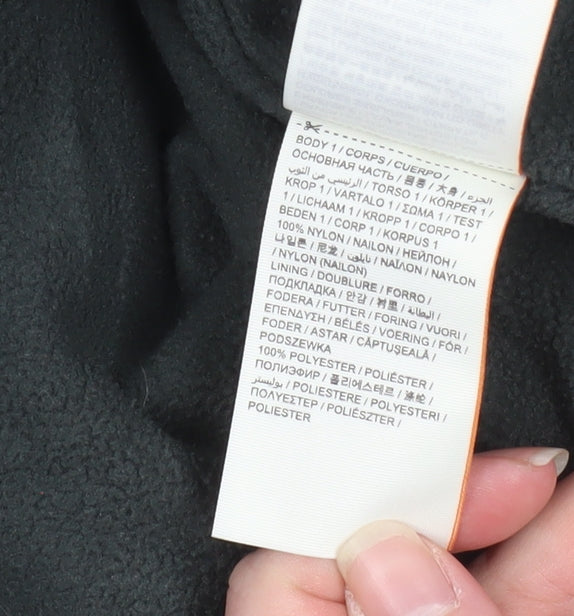 BODY 1 / CORPS / CUERPO /
ОСНОВНАЯ ЧАСТЬ / 몸통 / 大身 / الجزء
الرئيسي من الثوب / TORSO 1 / KÖRPER 1 /
KROP 1 / VARTALO 1 / ΣΩΜΑ 1 / TEST
1 / LICHAAM 1 / KROPP 1 / CORPO 1 /
BEDEN 1 / CORP 1 / KORPUS 1
100% NYLON / NAILON / НЕЙЛОН /
나일론 / 尼龙 / نايلون / ΝΑΪΛΟΝ / NAYLON
/ NYLON (NAILON)
LINING / DOUBLURE / FORRO /
ПОДКЛАДКА / 안감 / 衬里 / البطانة /
FODERA / FUTTER / FORING / VUORI /
ΕΠΕΝΔΥΣΗ / BÉLÉS / VOERING / FÔR /
FODER / ASTAR / CĂPTUȘEALĂ /
PODSZEWKA
100% POLYESTER / POLIÉSTER /
ПОЛИЭФИР / 폴리에스테르 / 涤纶 /
بوليستر / POLIESTERE / POLYESTERI /
ΠΟΛΥΕΣΤΕΡ / POLIÉSZTER /
POLIESTER